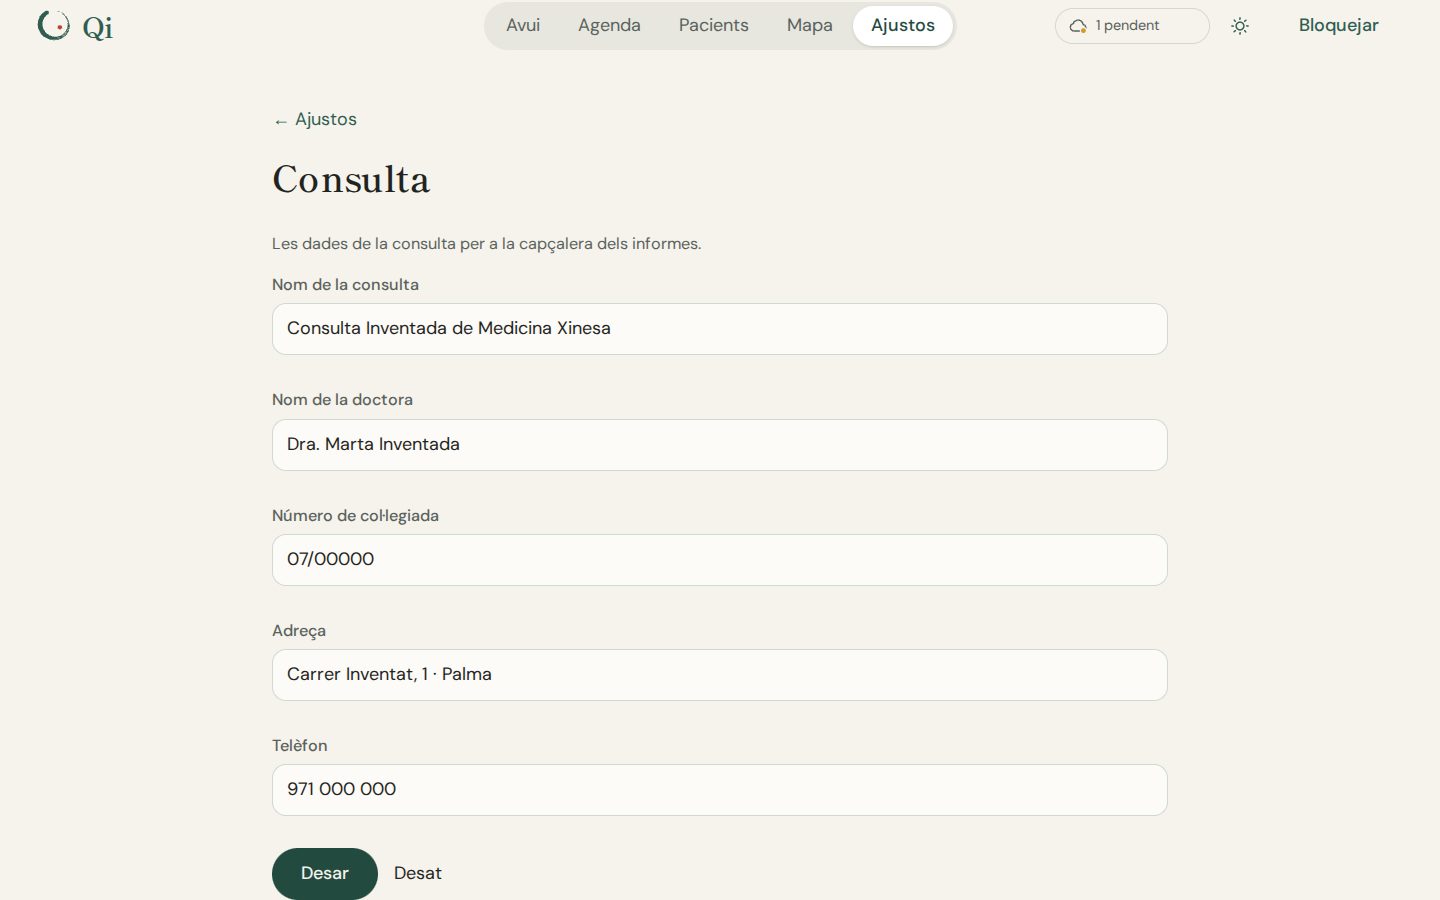 Qi
Avui
Agenda
Pacients
Mapa
Ajustos
1 pendent
Bloquejar
← Ajustos
Consulta
Les dades de la consulta per a la capçalera dels informes.
Nom de la consulta
Consulta Inventada de Medicina Xinesa
Nom de la doctora
Dra. Marta Inventada
Número de col·legiada
07/00000
Adreça
Carrer Inventat, 1 · Palma
Telèfon
971 000 000
Desar
Desat